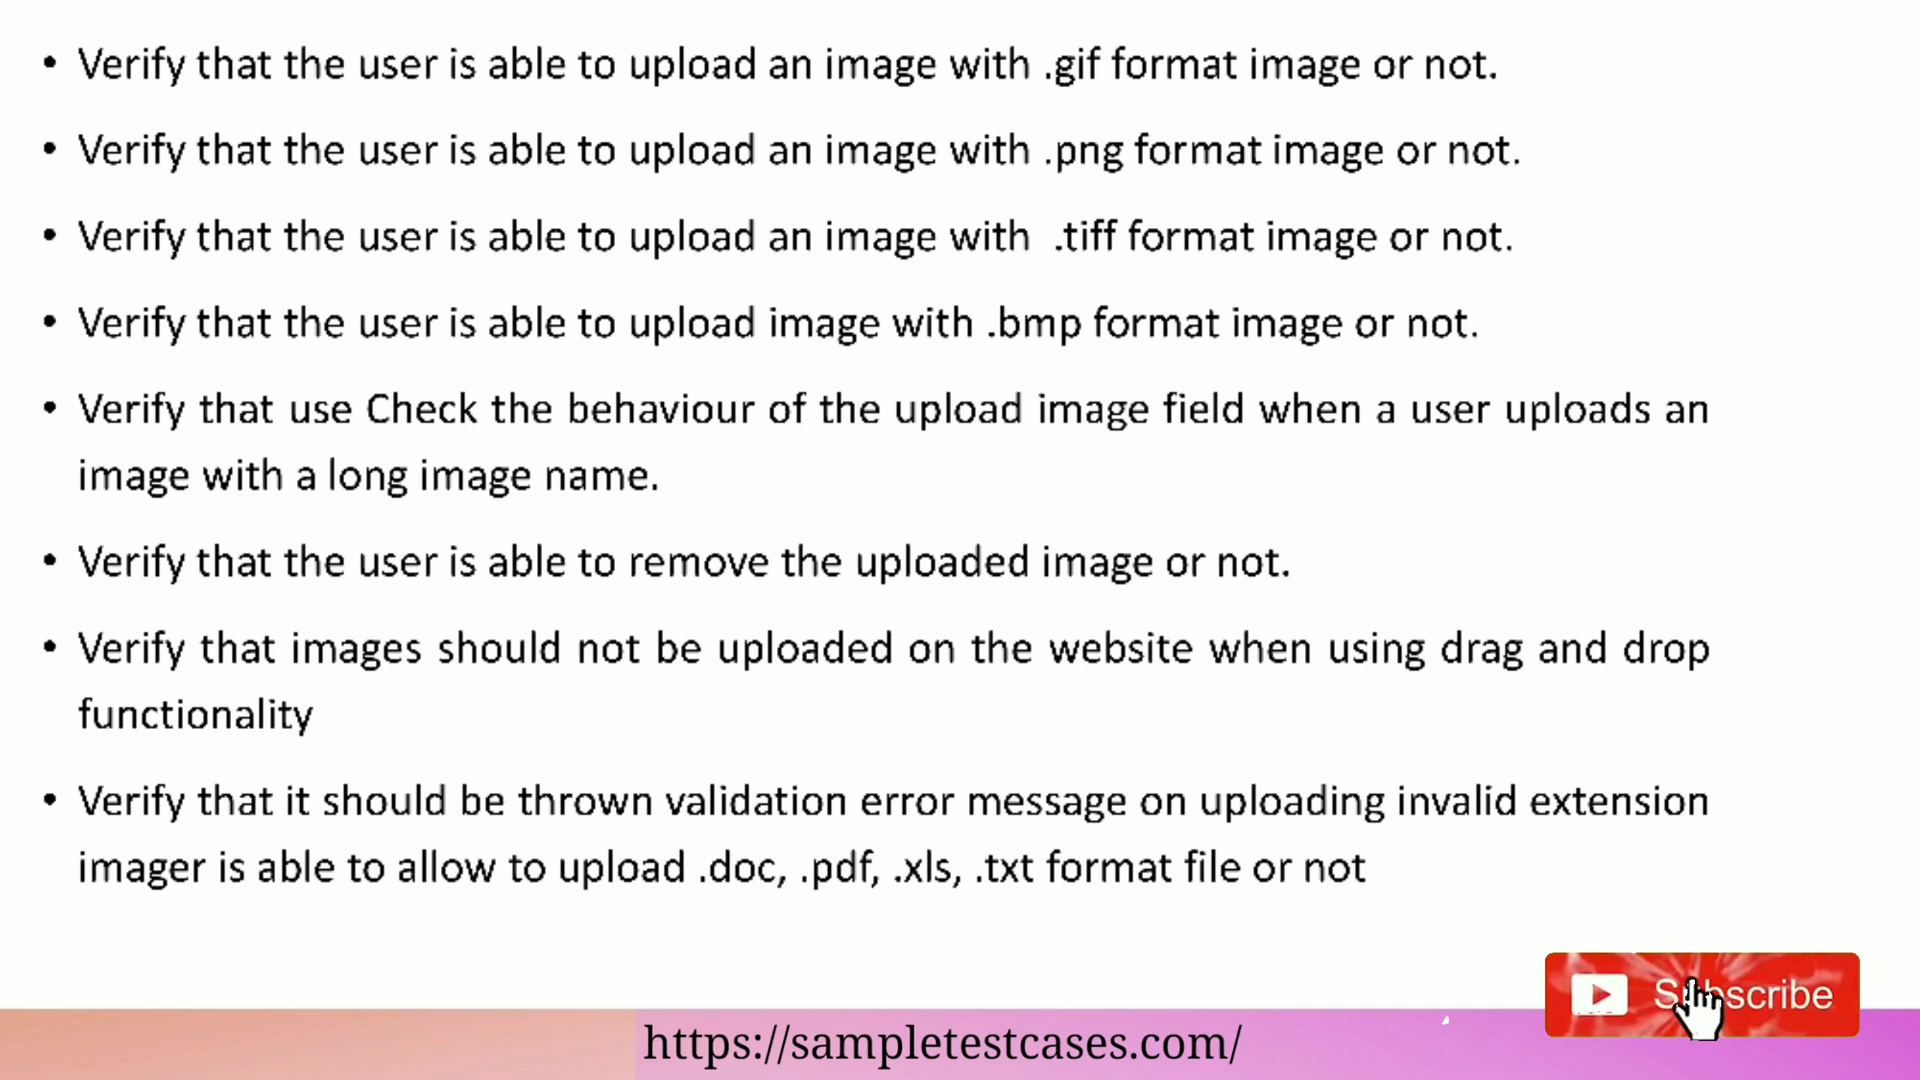 • Verify that the user is able to upload an image with .gif format image or not.
• Verify that the user is able to upload an image with .png format image or not.
• Verify that the user is able to upload an image with .tiff format image or not.
• Verify that the user is able to upload image with .bmp format image or not.
• Verify that use Check the behaviour of the upload image field when a user uploads an
image with a long image name.
• Verify that the user is able to remove the uploaded image or not.
• Verify that images should not be uploaded on the website when using drag and drop
functionality
• Verify that it should be thrown validation error message on uploading invalid extension
imager is able to allow to upload .doc, .pdf, .xls, .txt format file or not
Subscribe
https://sampletestcases.com/